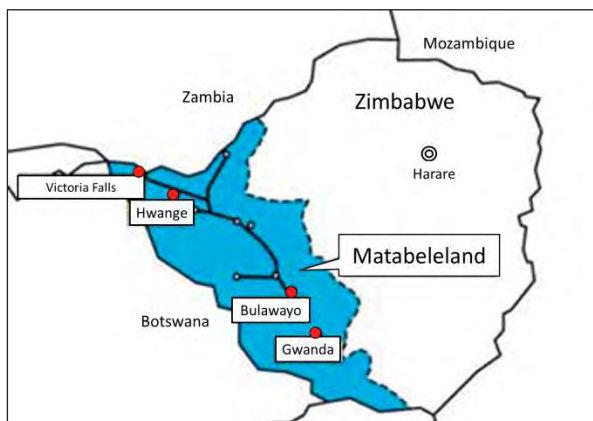 Mozambique
Zambia
Zimbabwe
Harare
Victoria Falls
Hwange
Matabeleland
Bulawayo
Botswana
Gwanda